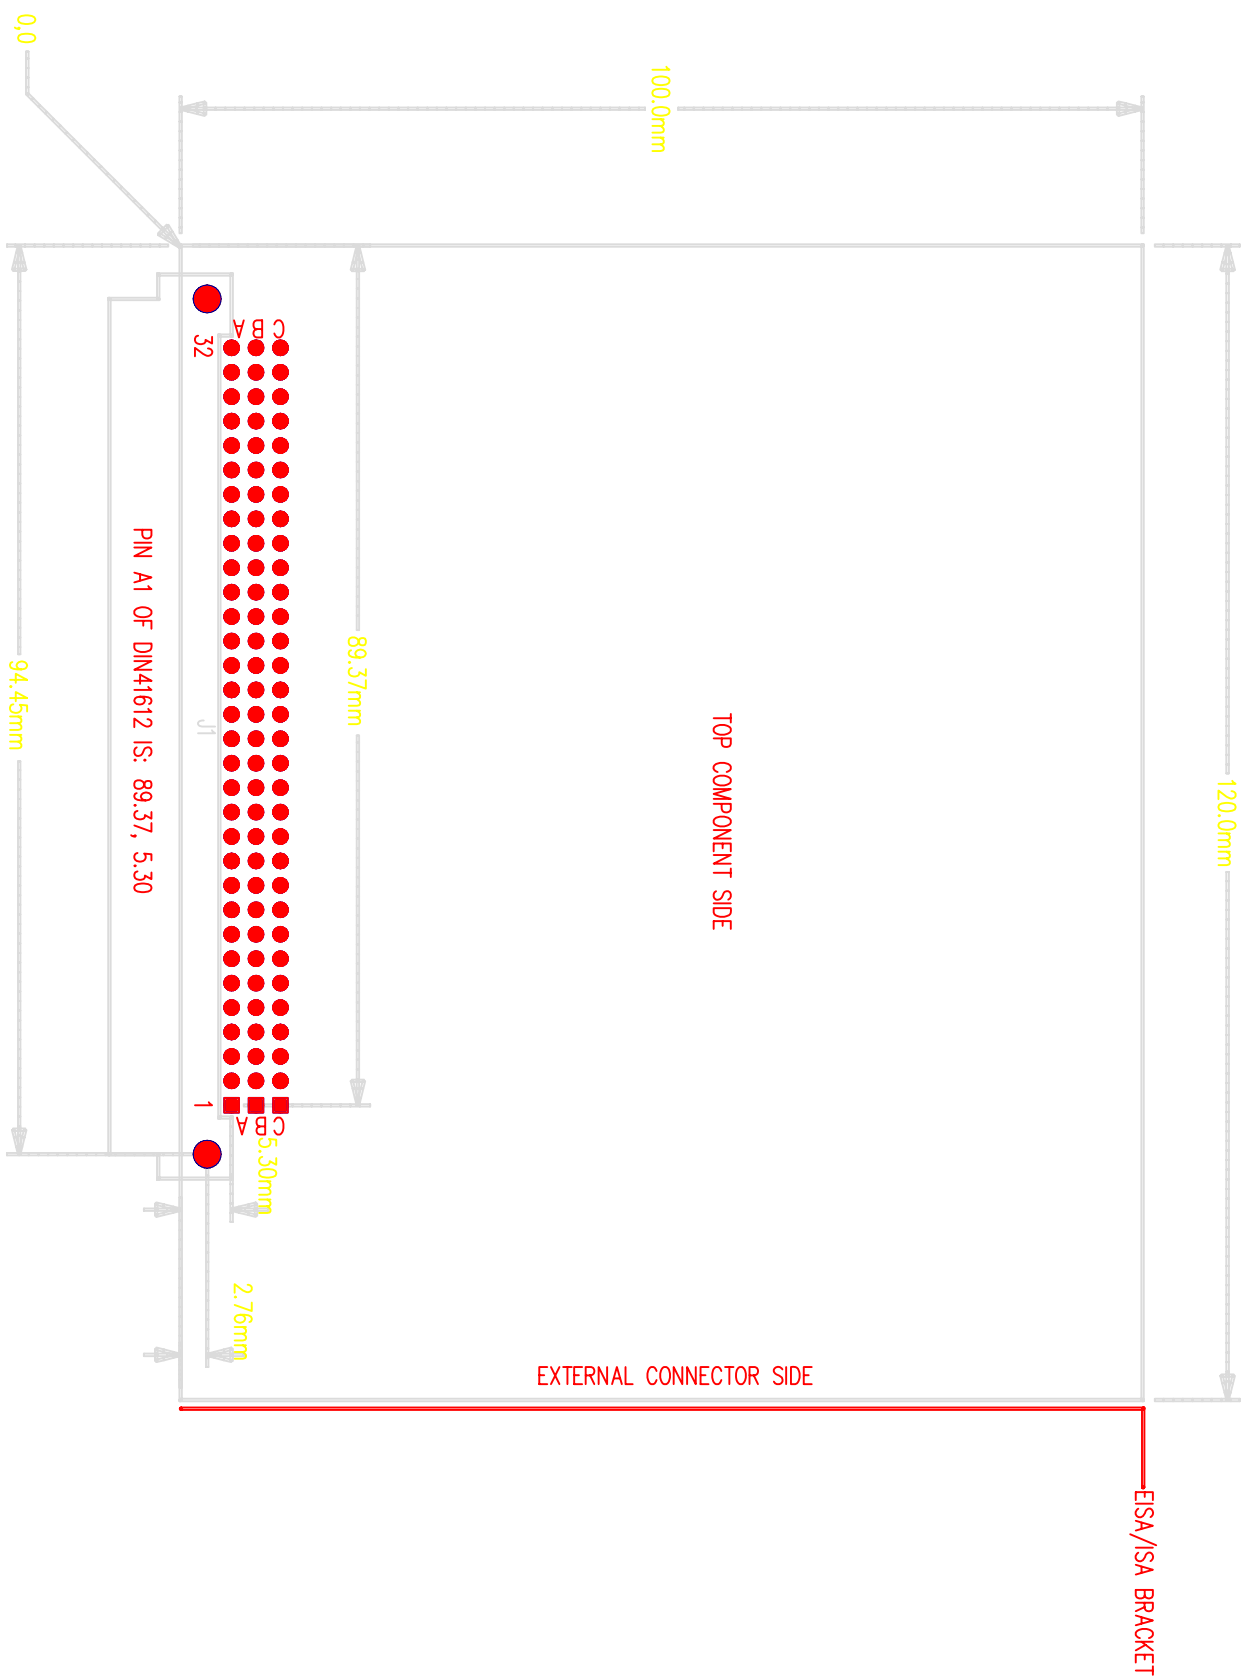 0,0
100.0mm
C B A
32
PIN A1 OF DIN41612 IS: 89.37, 5.30
89.37mm
94.45mm
J1
TOP COMPONENT SIDE
120.0mm
1
C B A
5.30mm
2.76mm
EXTERNAL CONNECTOR SIDE
EISA/ISA BRACKET